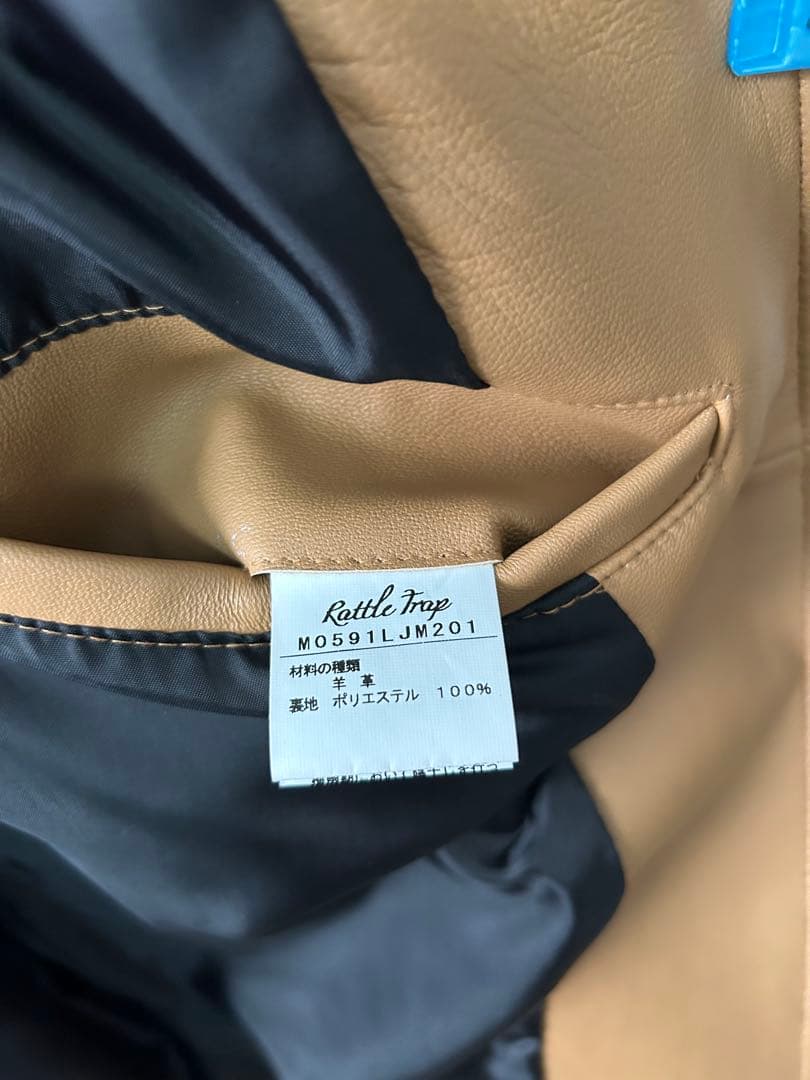 Rattle Trap
M0591LJM201
材料の種類
羊 革
裏地 ポリエステル 100%